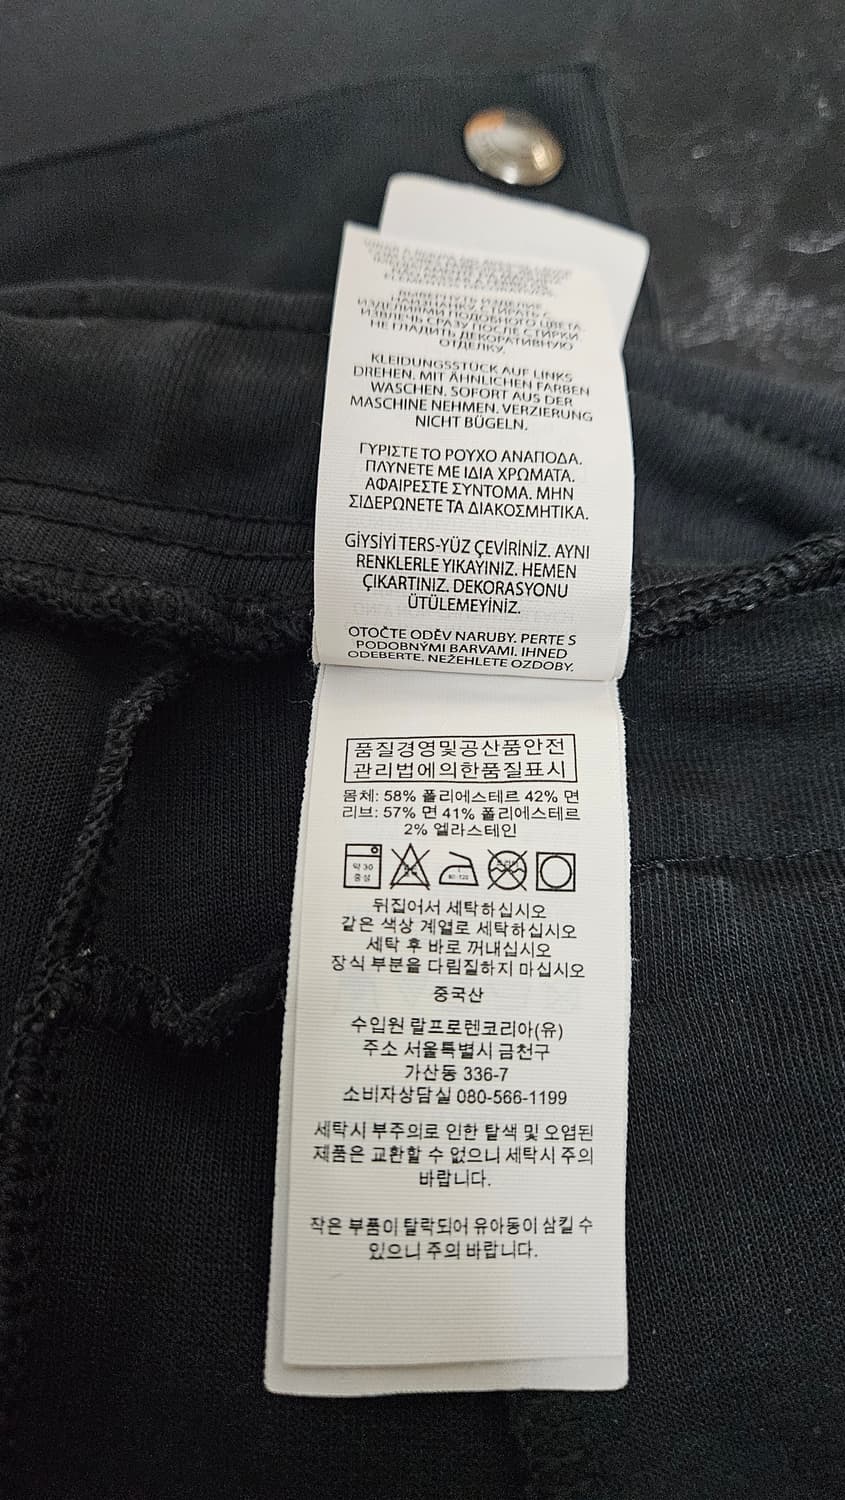 ВЫВЕРНУТЬ ИЗДЕЛИЕ
НАИЗНАНКУ. СТИРАТЬ С
ИЗДЕЛИЯМИ ПОДОБНОГО ЦВЕТА.
ИЗВЛЕЧЬ СРАЗУ ПОСЛЕ СТИРКИ.
НЕ ГЛАДИТЬ ДЕКОРАТИВНУЮ
ОТДЕЛКУ.
KLEIDUNGSSTÜCK AUF LINKS
DREHEN. MIT ÄHNLICHEN FARBEN
WASCHEN. SOFORT AUS DER
MASCHINE NEHMEN. VERZIERUNG
NICHT BÜGELN.
ΓΥΡΙΣΤΕ ΤΟ ΡΟΥΧΟ ΑΝΑΠΟΔΑ.
ΠΛΥΝΕΤΕ ΜΕ ΙΔΙΑ ΧΡΩΜΑΤΑ.
ΑΦΑΙΡΕΣΤΕ ΣΥΝΤΟΜΑ. ΜΗΝ
ΣΙΔΕΡΩΝΕΤΕ ΤΑ ΔΙΑΚΟΣΜΗΤΙΚΑ.
GİYSİYİ TERS-YÜZ ÇEVİRİNİZ. AYNI
RENKLERLE YIKAYINIZ. HEMEN
ÇIKARTINIZ. DEKORASYONU
ÜTÜLEMEYİNİZ.
OTOČTE ODĚV NARUBY. PERTE S
PODOBNÝMI BARVAMI. IHNED
ODEBERTE. NEŽEHLETE OZDOBY.
품질경영및공산품안전
관리법에의한품질표시
몸체: 58% 폴리에스테르 42% 면
리브: 57% 면 41% 폴리에스테르
2% 엘라스테인
약 30
중성
뒤집어서 세탁하십시오
같은 색상 계열로 세탁하십시오
세탁 후 바로 꺼내십시오
장식 부분을 다림질하지 마십시오
중국산
수입원 랄프로렌코리아(유)
주소 서울특별시 금천구
가산동 336-7
소비자상담실 080-566-1199
세탁시 부주의로 인한 탈색 및 오염된
제품은 교환할 수 없으니 세탁시 주의
바랍니다.
작은 부품이 탈락되어 유아동이 삼킬 수
있으니 주의 바랍니다.